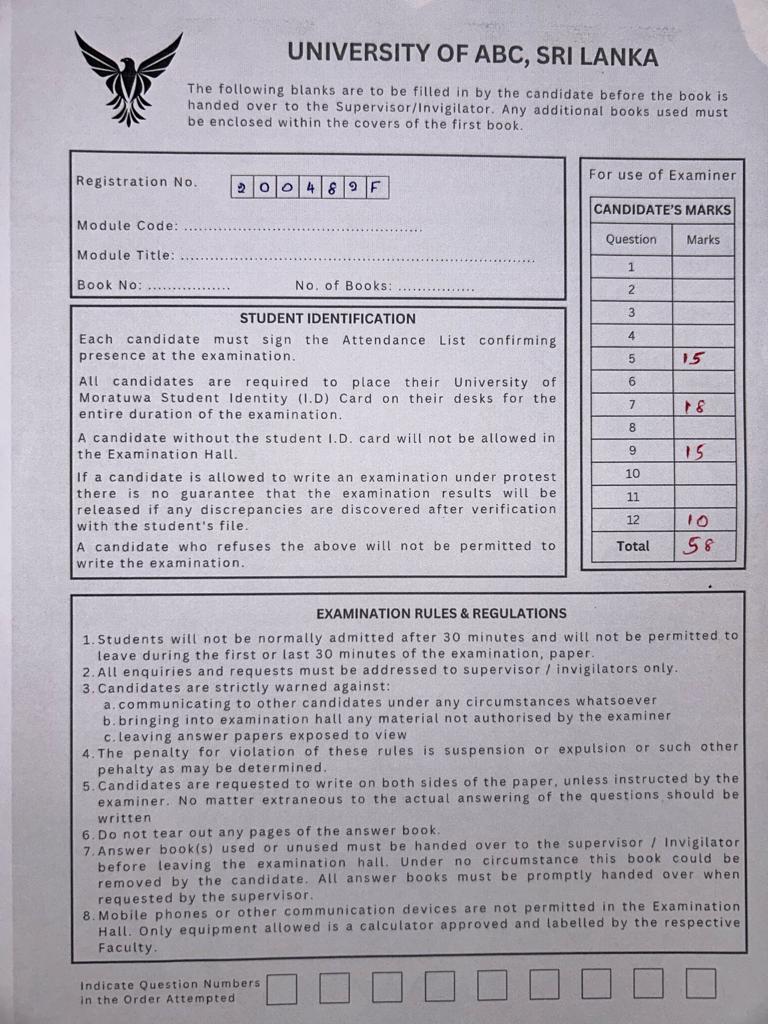 UNIVERSITY OF ABC, SRI LANKA
The following blanks are to be filled in by the candidate before the book is
handed over to the Supervisor/Invigilator. Any additional books used must
be enclosed within the covers of the first book.
Registration No. 200489F
Module Code: ..........................................
Module Title: ...............................................................
Book No: ................ No. of Books: ...............
For use of Examiner
CANDIDATE'S MARKS
Question Marks
1
2
3
4
5 15
6
7 18
8
9 15
10
11
12 10
Total 58
STUDENT IDENTIFICATION
Each candidate must sign the Attendance List confirming
presence at the examination.
All candidates are required to place their University of
Moratuwa Student Identity (I.D) Card on their desks for the
entire duration of the examination.
A candidate without the student I.D. card will not be allowed in
the Examination Hall.
If a candidate is allowed to write an examination under protest
there is no guarantee that the examination results will be
released if any discrepancies are discovered after verification
with the student's file.
A candidate who refuses the above will not be permitted to
write the examination.
EXAMINATION RULES & REGULATIONS
1. Students will not be normally admitted after 30 minutes and will not be permitted to
leave during the first or last 30 minutes of the examination, paper.
2. All enquiries and requests must be addressed to supervisor / invigilators only.
3. Candidates are strictly warned against:
a. communicating to other candidates under any circumstances whatsoever
b. bringing into examination hall any material not authorised by the examiner
c. leaving answer papers exposed to view
4. The penalty for violation of these rules is suspension or expulsion or such other
pehalty as may be determined.
5. Candidates are requested to write on both sides of the paper, unless instructed by the
examiner. No matter extraneous to the actual answering of the questions should be
written
6. Do not tear out any pages of the answer book.
7. Answer book(s) used or unused must be handed over to the supervisor / Invigilator
before leaving the examination hall. Under no circumstance this book could be
removed by the candidate. All answer books must be promptly handed over when
requested by the supervisor.
8. Mobile phones or other communication devices are not permitted in the Examination
Hall. Only equipment allowed is a calculator approved and labelled by the respective
Faculty.
Indicate Question Numbers
in the Order Attempted